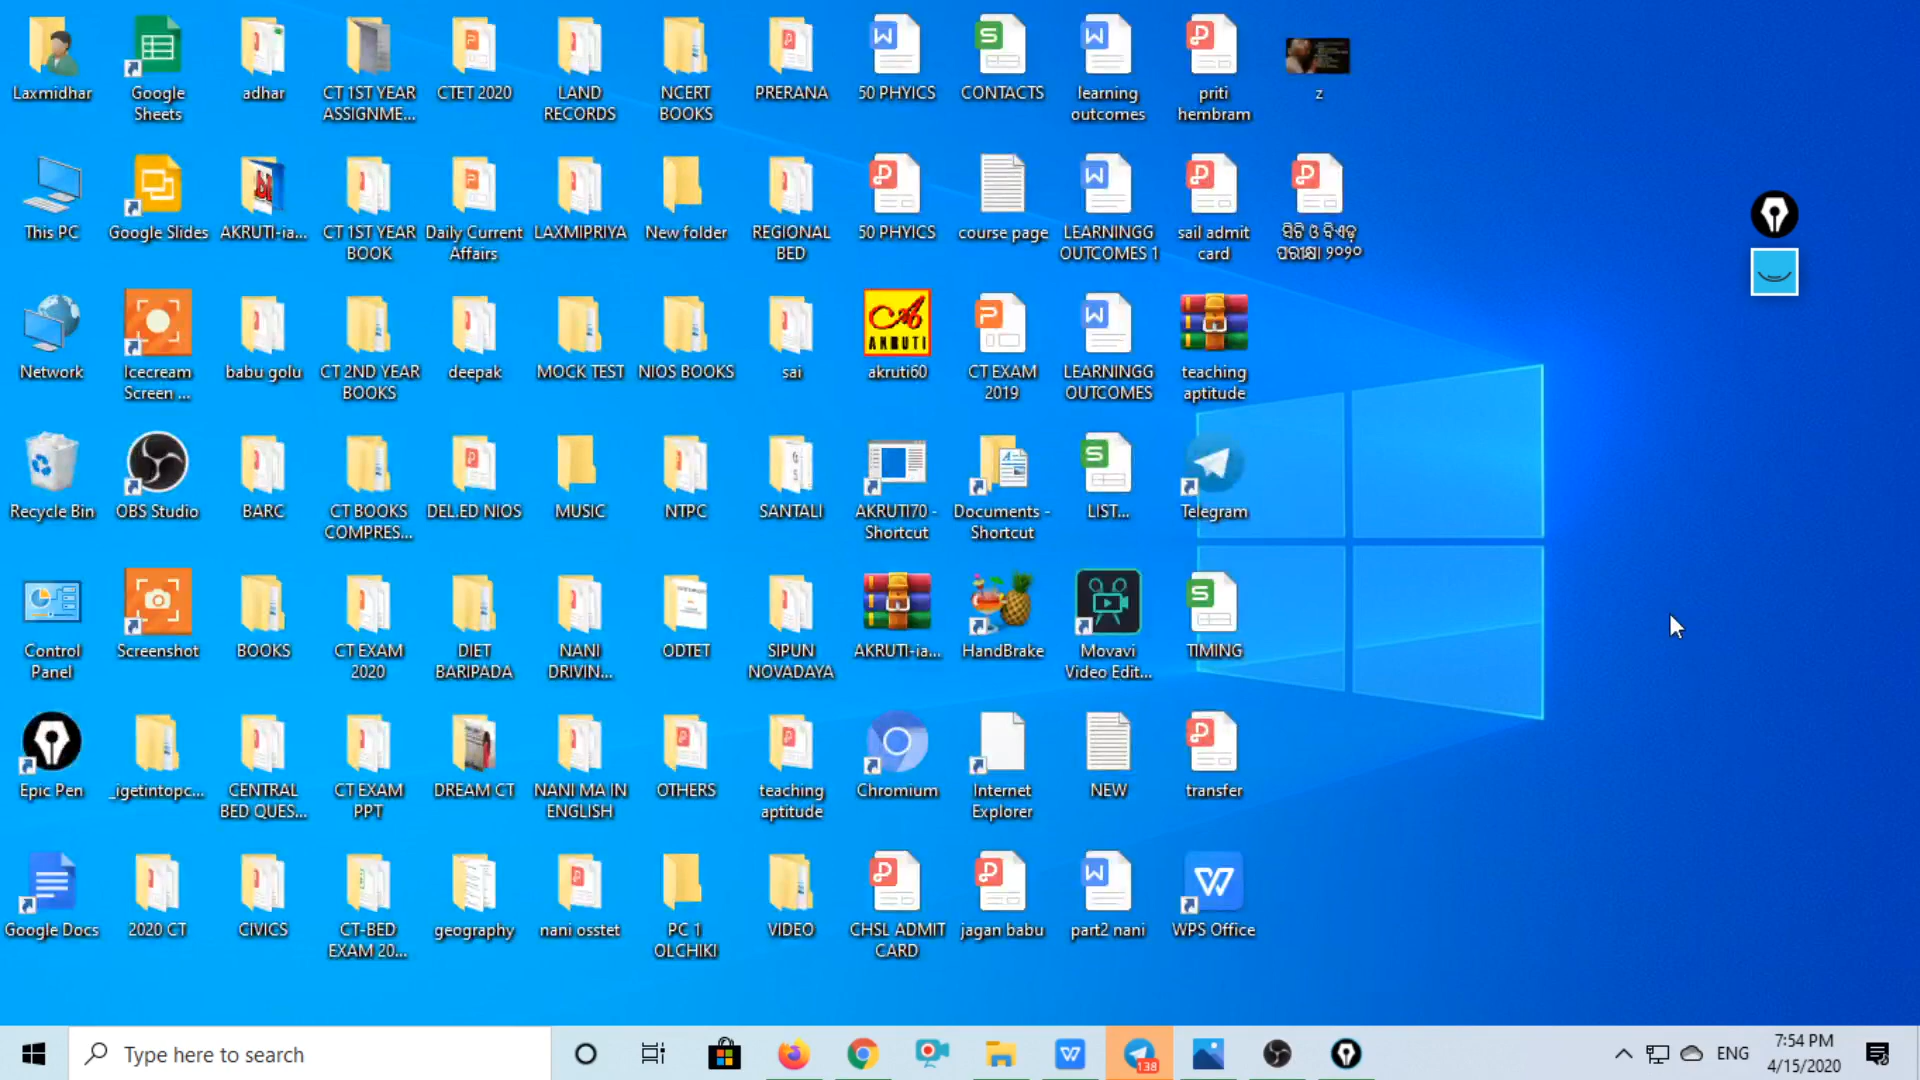 Laxmidhar
Google
Sheets
adhar
CT 1ST YEAR
ASSIGNME...
CTET 2020
LAND
RECORDS
NCERT
BOOKS
PRERANA
50 PHYICS
CONTACTS
learning
outcomes
priti
hembram
z
This PC
Google Slides
AKRUTI-ia...
CT 1ST YEAR
BOOK
Daily Current
Affairs
LAXMIPRIYA
New folder
REGIONAL
BED
50 PHYICS
course page
LEARNINGG
OUTCOMES 1
sail admit
card
ସିଟି ଓ ବିଏଡ୍
ପରୀକ୍ଷା ୨୦୨୦
Network
Icecream
Screen ...
babu golu
CT 2ND YEAR
BOOKS
deepak
MOCK TEST
NIOS BOOKS
sai
AKRUTI
akruti60
CT EXAM
2019
LEARNINGG
OUTCOMES
teaching
aptitude
Recycle Bin
OBS Studio
BARC
CT BOOKS
COMPRES...
DEL.ED NIOS
MUSIC
NTPC
SANTALI
AKRUTI70 -
Shortcut
Documents -
Shortcut
LIST...
Telegram
Control
Panel
Screenshot
BOOKS
CT EXAM
2020
DIET
BARIPADA
NANI
DRIVIN...
ODTET
SIPUN
NOVADAYA
AKRUTI-ia...
HandBrake
Movavi
Video Edit...
TIMING
Epic Pen
_igetintopc...
CENTRAL
BED QUES...
CT EXAM
PPT
DREAM CT
NANI MA IN
ENGLISH
OTHERS
teaching
aptitude
Chromium
Internet
Explorer
NEW
transfer
Google Docs
2020 CT
CIVICS
CT-BED
EXAM 20...
geography
nani osstet
PC 1
OLCHIKI
VIDEO
CHSL ADMIT
CARD
jagan babu
part2 nani
WPS Office
Type here to search
138
ENG
7:54 PM
4/15/2020